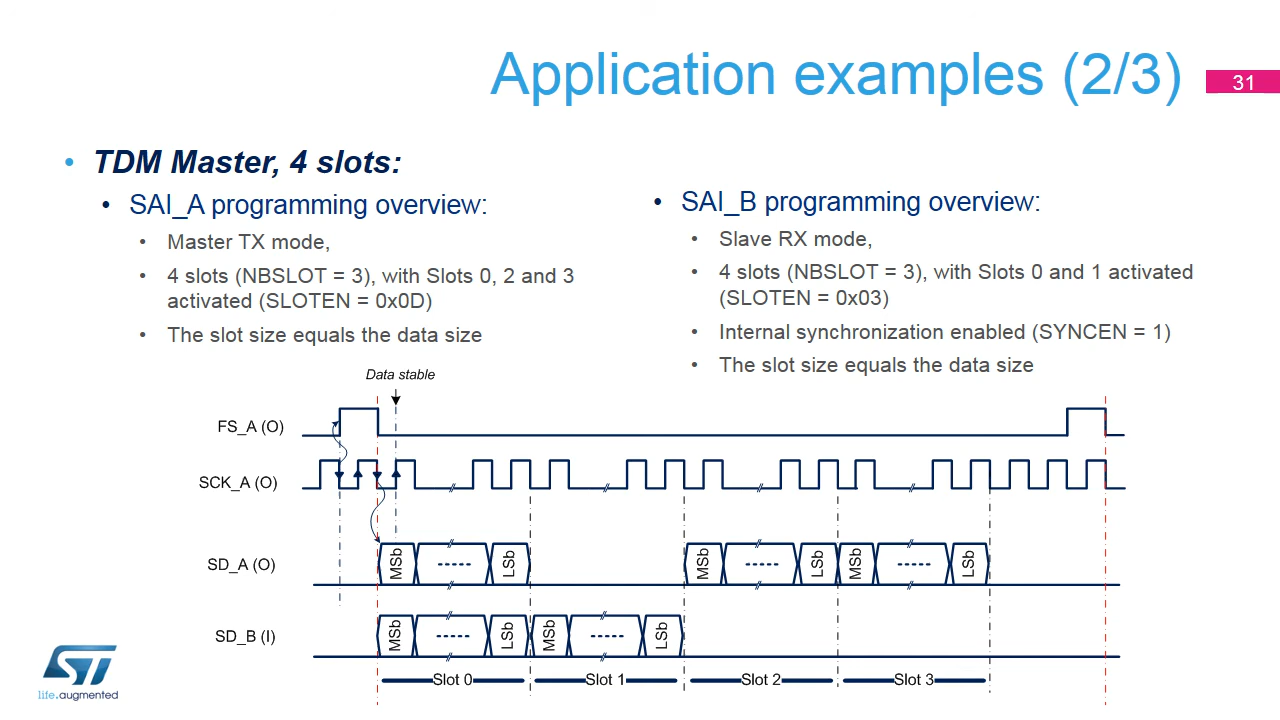 Application examples (2/3)
31
• TDM Master, 4 slots:
• SAI_A programming overview:
• Master TX mode,
• 4 slots (NBSLOT = 3), with Slots 0, 2 and 3
activated (SLOTEN = 0x0D)
• The slot size equals the data size
• SAI_B programming overview:
• Slave RX mode,
• 4 slots (NBSLOT = 3), with Slots 0 and 1 activated
(SLOTEN = 0x03)
• Internal synchronization enabled (SYNCEN = 1)
• The slot size equals the data size
Data stable
FS_A (O)
SCK_A (O)
SD_A (O)
MSb
LSb
MSb
LSb
MSb
LSb
SD_B (I)
MSb
LSb
MSb
LSb
Slot 0
Slot 1
Slot 2
Slot 3
ST
life.augmented